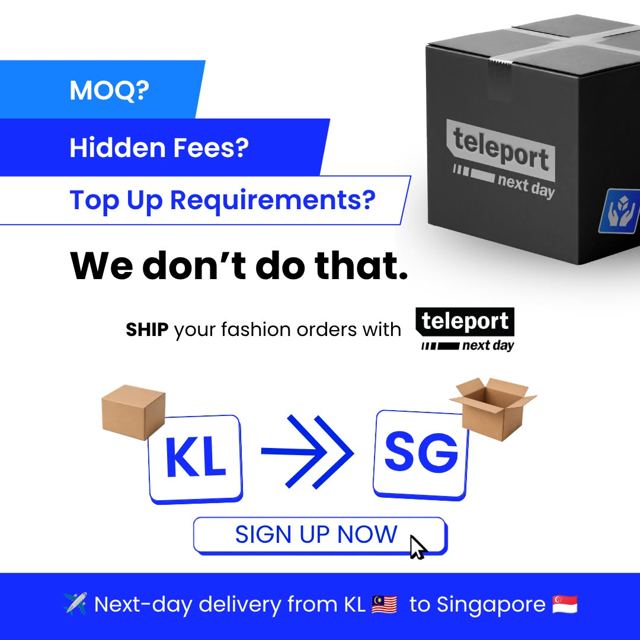 MOQ?
Hidden Fees?
Top Up Requirements?
We don't do that.
SHIP your fashion orders with teleport
next day
teleport
next day
KL
SG
SIGN UP NOW
Next-day delivery from KL 🇲🇾 to Singapore 🇸🇬